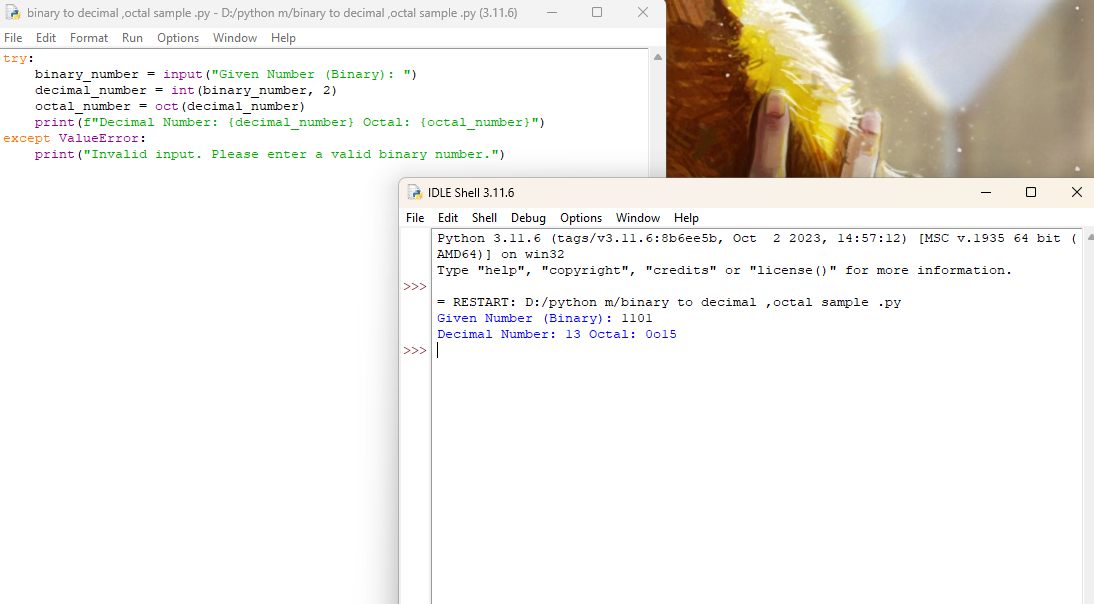 binary to decimal ,octal sample .py - D:/python m/binary to decimal ,octal sample .py (3.11.6)
File Edit Format Run Options Window Help
try:
    binary_number = input("Given Number (Binary): ")
    decimal_number = int(binary_number, 2)
    octal_number = oct(decimal_number)
    print(f"Decimal Number: {decimal_number} Octal: {octal_number}")
except ValueError:
    print("Invalid input. Please enter a valid binary number.")
IDLE Shell 3.11.6
File Edit Shell Debug Options Window Help
Python 3.11.6 (tags/v3.11.6:8b6ee5b, Oct  2 2023, 14:57:12) [MSC v.1935 64 bit (
AMD64)] on win32
Type "help", "copyright", "credits" or "license()" for more information.
>>>
= RESTART: D:/python m/binary to decimal ,octal sample .py
Given Number (Binary): 1101
Decimal Number: 13 Octal: 0o15
>>>